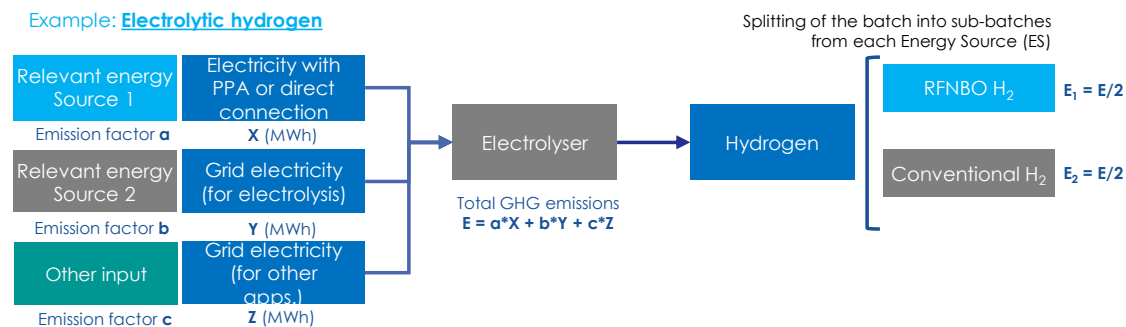 Example: Electrolytic hydrogen
Splitting of the batch into sub-batches
from each Energy Source (ES)
Relevant energy
Source 1
Electricity with
PPA or direct
connection
Emission factor a
X (MWh)
Relevant energy
Source 2
Grid electricity
(for electrolysis)
Emission factor b
Y (MWh)
Other input
Grid electricity
(for other
apps.)
Emission factor c
Z (MWh)
Electrolyser
Total GHG emissions
E = a*X + b*Y + c*Z
Hydrogen
RFNBO H₂
E₁ = E/2
Conventional H₂
E₂ = E/2